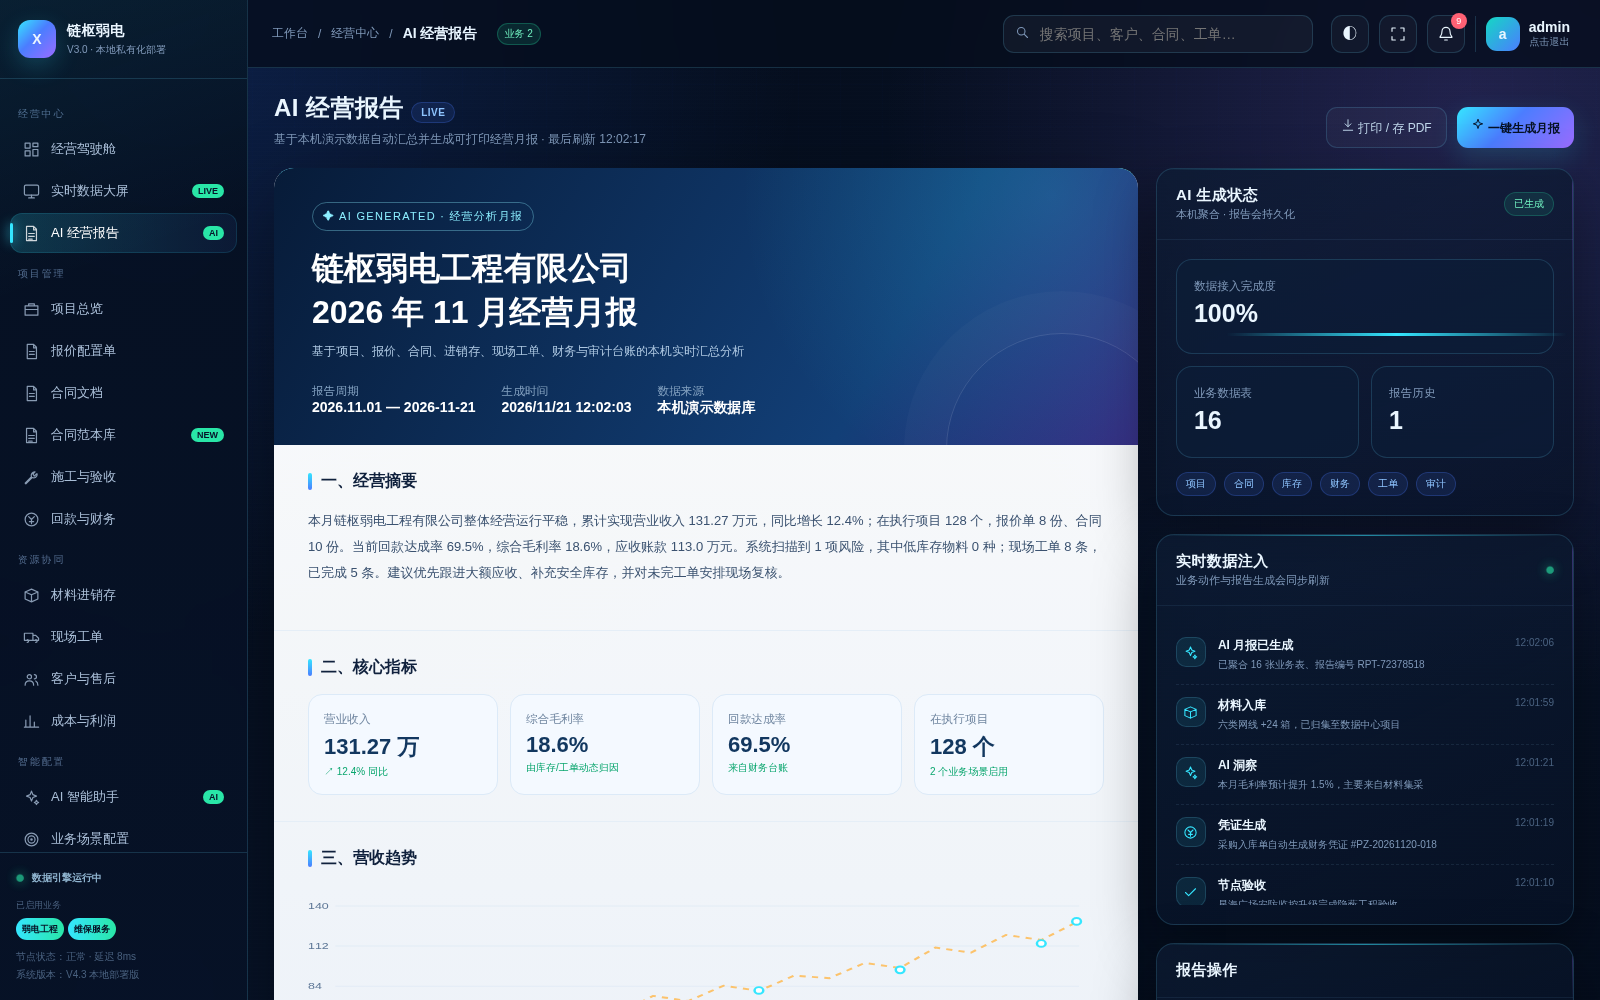 X
链枢弱电
V3.0 · 本地私有化部署
经营中心
经营驾驶舱
实时数据大屏 LIVE
AI 经营报告 AI
项目管理
项目总览
报价配置单
合同文档
合同范本库 NEW
施工与验收
回款与财务
资源协同
材料进销存
现场工单
客户与售后
成本与利润
智能配置
AI 智能助手 AI
业务场景配置
数据引擎运行中
已启用业务
弱电工程 维保服务
节点状态：正常 · 延迟 8ms
系统版本：V4.3 本地部署版
工作台 / 经营中心 / AI 经营报告 业务 2
搜索项目、客户、合同、工单…
9
a
admin
点击退出
AI 经营报告 LIVE
基于本机演示数据自动汇总并生成可打印经营月报 · 最后刷新 12:02:17
打印 / 存 PDF
一键生成月报
AI GENERATED · 经营分析月报
链枢弱电工程有限公司
2026 年 11 月经营月报
基于项目、报价、合同、进销存、现场工单、财务与审计台账的本机实时汇总分析
报告周期 生成时间 数据来源
2026.11.01 — 2026-11-21 2026/11/21 12:02:03 本机演示数据库
一、经营摘要
本月链枢弱电工程有限公司整体经营运行平稳，累计实现营业收入 131.27 万元，同比增长 12.4%；在执行项目 128 个，报价单 8 份、合同
10 份。当前回款达成率 69.5%，综合毛利率 18.6%，应收账款 113.0 万元。系统扫描到 1 项风险，其中低库存物料 0 种；现场工单 8 条，
已完成 5 条。建议优先跟进大额应收、补充安全库存，并对未完工单安排现场复核。
二、核心指标
营业收入
131.27 万
↗ 12.4% 同比
综合毛利率
18.6%
由库存/工单动态归因
回款达成率
69.5%
来自财务台账
在执行项目
128 个
2 个业务场景启用
三、营收趋势
140
112
84
AI 生成状态
本机聚合 · 报告会持久化
已生成
数据接入完成度
100%
业务数据表
16
报告历史
1
项目 合同 库存 财务 工单 审计
实时数据注入
业务动作与报告生成会同步刷新
AI 月报已生成 12:02:06
已聚合 16 张业务表、报告编号 RPT-72378518
材料入库 12:01:59
六类网线 +24 箱，已归集至数据中心项目
AI 洞察 12:01:21
本月毛利率预计提升 1.5%，主要来自材料集采
凭证生成 12:01:19
采购入库单自动生成财务凭证 #PZ-20261120-018
节点验收 12:01:10
报告操作